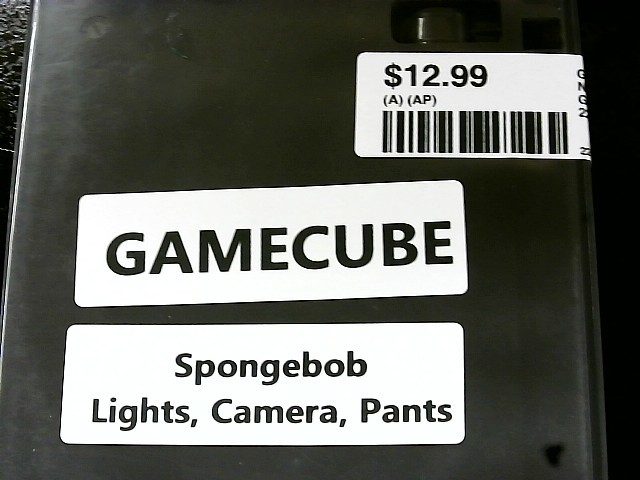 $12.99
(A) (AP)
GAMECUBE
Spongebob
Lights, Camera, Pants